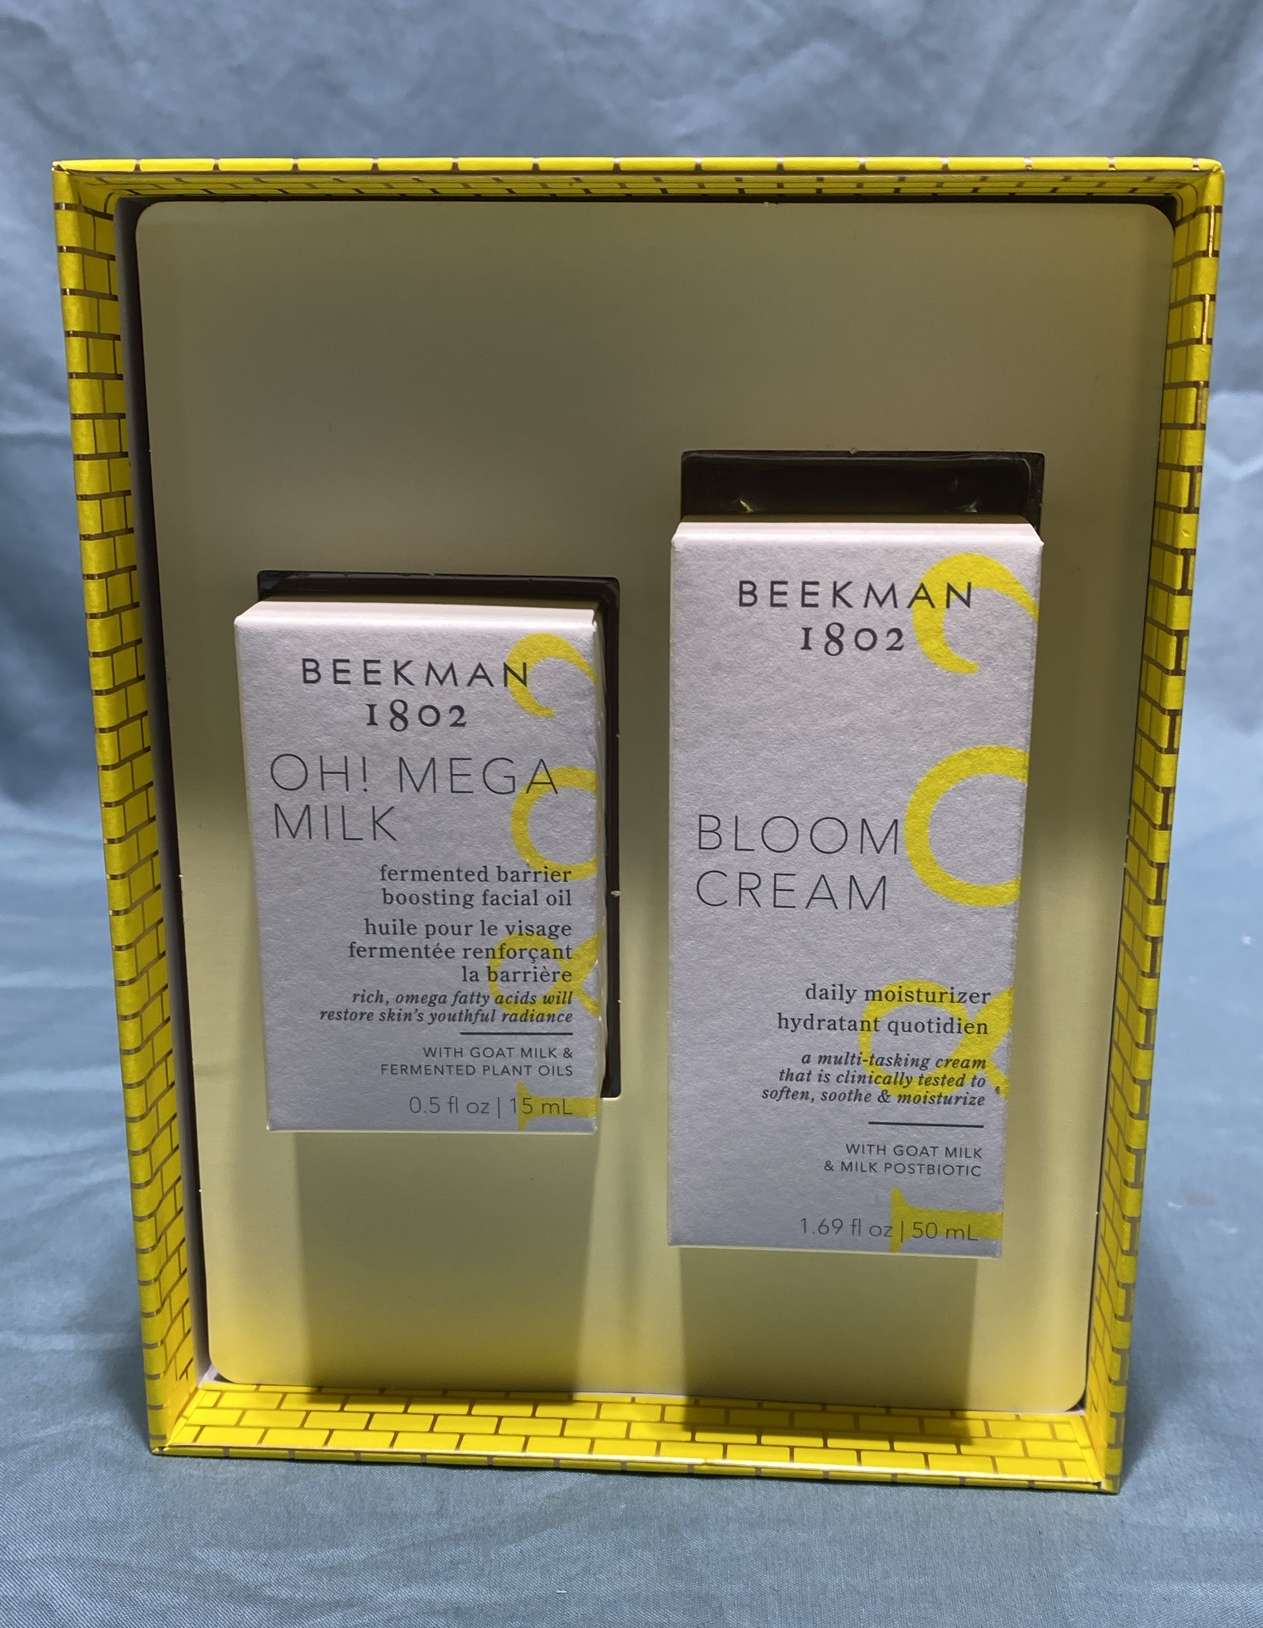 BEEKMAN
1802
OH! MEGA
MILK
fermented barrier
boosting facial oil
huile pour le visage
fermentée renforçant
la barrière
rich, omega fatty acids will
restore skin's youthful radiance
WITH GOAT MILK &
FERMENTED PLANT OILS
0.5 fl oz | 15 mL
1802
BEEKMAN
1802
BLOOM
CREAM
daily moisturizer
hydratant quotidien
a multi-tasking cream
that is clinically tested to
soften, soothe & moisturize
WITH GOAT MILK
& MILK POSTBIOTIC
1.69 fl oz | 50 mL
1802